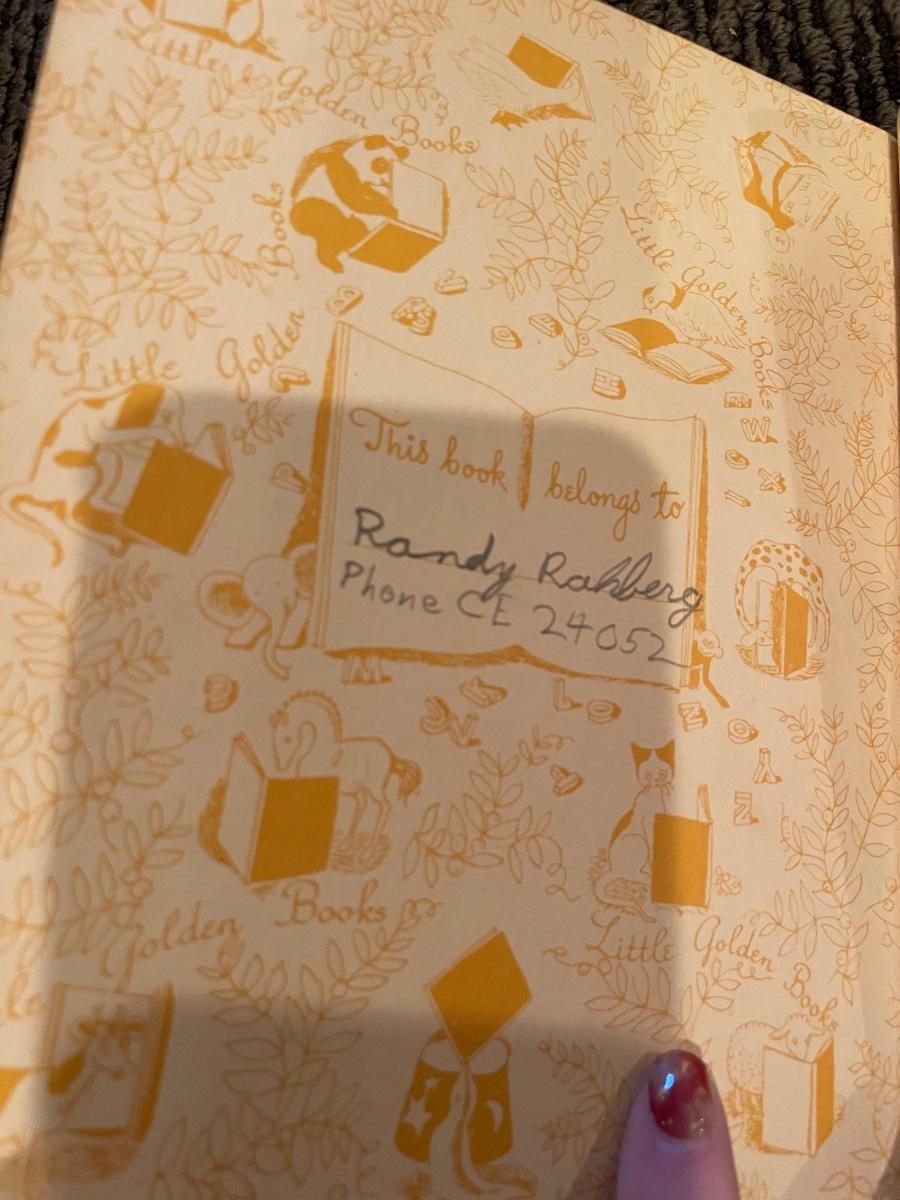 Little Golden Books
Little Golden Books
Little Golden Books
This book belongs to
Randy Rahberg
Phone CE 24052
Golden Books
Little Golden Books